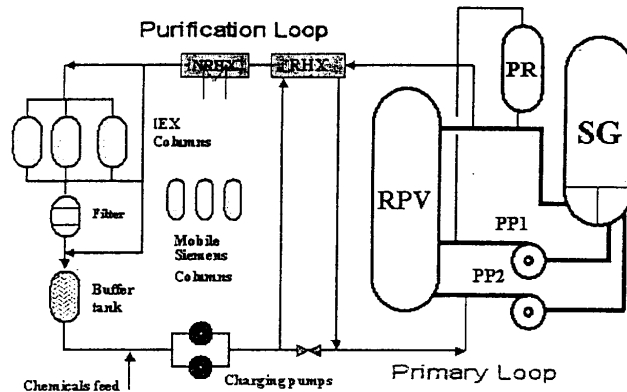 Purification Loop
NRHX
RHX
PR
SG
IEX
Columns
RPV
Filter
Mobile
Siemens
Columns
PP1
PP2
Buffer
tank
Chemicals feed
Charging pumps
Primary Loop